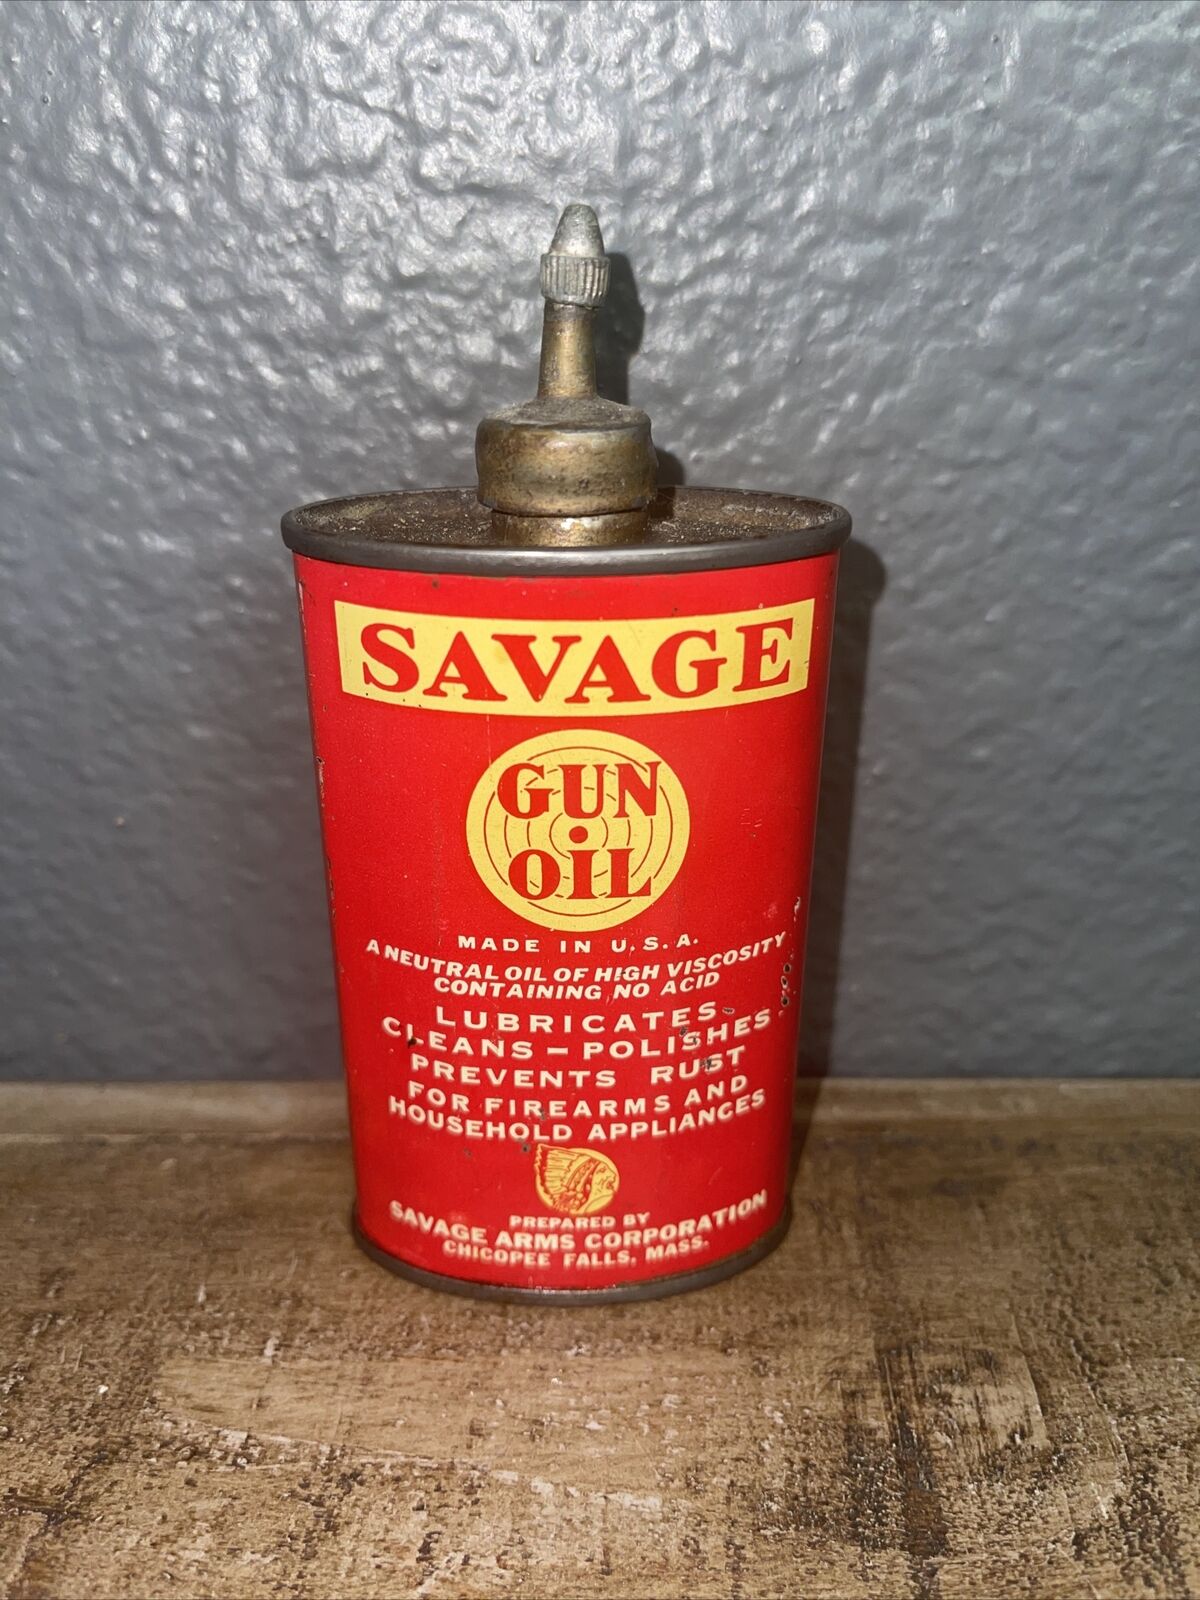 SAVAGE
GUN
OIL
MADE IN U.S.A.
A NEUTRAL OIL OF HIGH VISCOSITY
CONTAINING NO ACID
LUBRICATES
CLEANS – POLISHES
PREVENTS RUST
FOR FIREARMS AND
HOUSEHOLD APPLIANCES
PREPARED BY
SAVAGE ARMS CORPORATION
CHICOPEE FALLS, MASS.